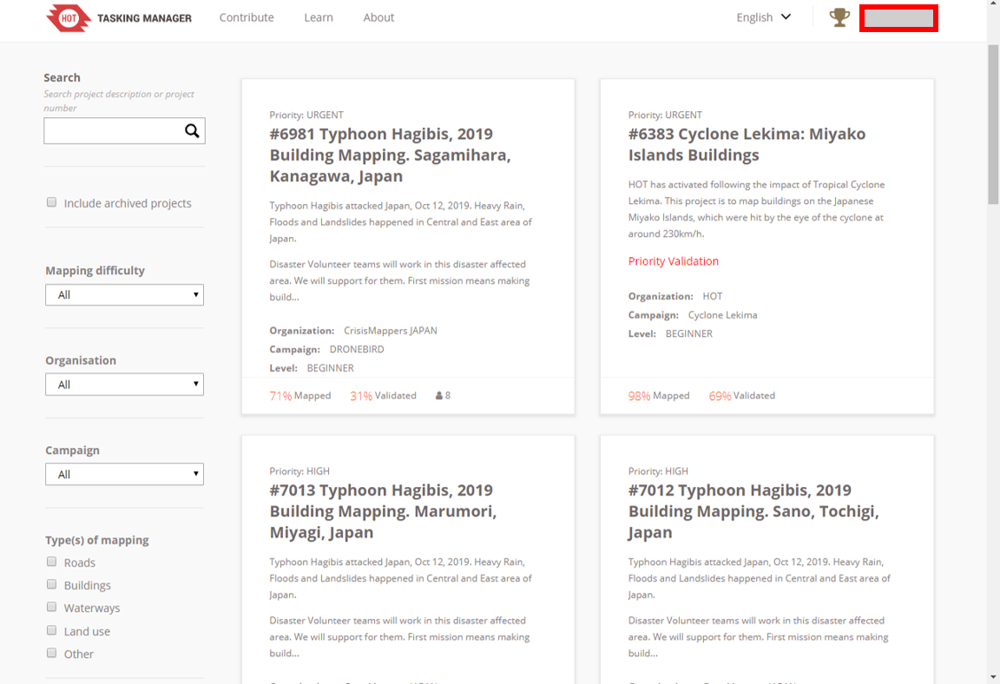 HOT TASKING MANAGER Contribute Learn About English
Search
Search project description or project
number
Include archived projects
Mapping difficulty
All
Organisation
All
Campaign
All
Type(s) of mapping
Roads
Buildings
Waterways
Land use
Other
Priority: URGENT
#6981 Typhoon Hagibis, 2019
Building Mapping. Sagamihara,
Kanagawa, Japan
Typhoon Hagibis attacked Japan, Oct 12, 2019. Heavy Rain,
Floods and Landslides happened in Central and East area of
Japan.
Disaster Volunteer teams will work in this disaster affected
area. We will support for them. First mission means making
build...
Organization: CrisisMappers JAPAN
Campaign: DRONEBIRD
Level: BEGINNER
71% Mapped 31% Validated 8
Priority: URGENT
#6383 Cyclone Lekima: Miyako
Islands Buildings
HOT has activated following the impact of Tropical Cyclone
Lekima. This project is to map buildings on the Japanese
Miyako Islands, which were hit by the eye of the cyclone at
around 230km/h.
Priority Validation
Organization: HOT
Campaign: Cyclone Lekima
Level: BEGINNER
98% Mapped 69% Validated
Priority: HIGH
#7013 Typhoon Hagibis, 2019
Building Mapping. Marumori,
Miyagi, Japan
Typhoon Hagibis attacked Japan, Oct 12, 2019. Heavy Rain,
Floods and Landslides happened in Central and East area of
Japan.
Disaster Volunteer teams will work in this disaster affected
area. We will support for them. First mission means making
build...
Priority: HIGH
#7012 Typhoon Hagibis, 2019
Building Mapping. Sano, Tochigi,
Japan
Typhoon Hagibis attacked Japan, Oct 12, 2019. Heavy Rain,
Floods and Landslides happened in Central and East area of
Japan.
Disaster Volunteer teams will work in this disaster affected
area. We will support for them. First mission means making
build...